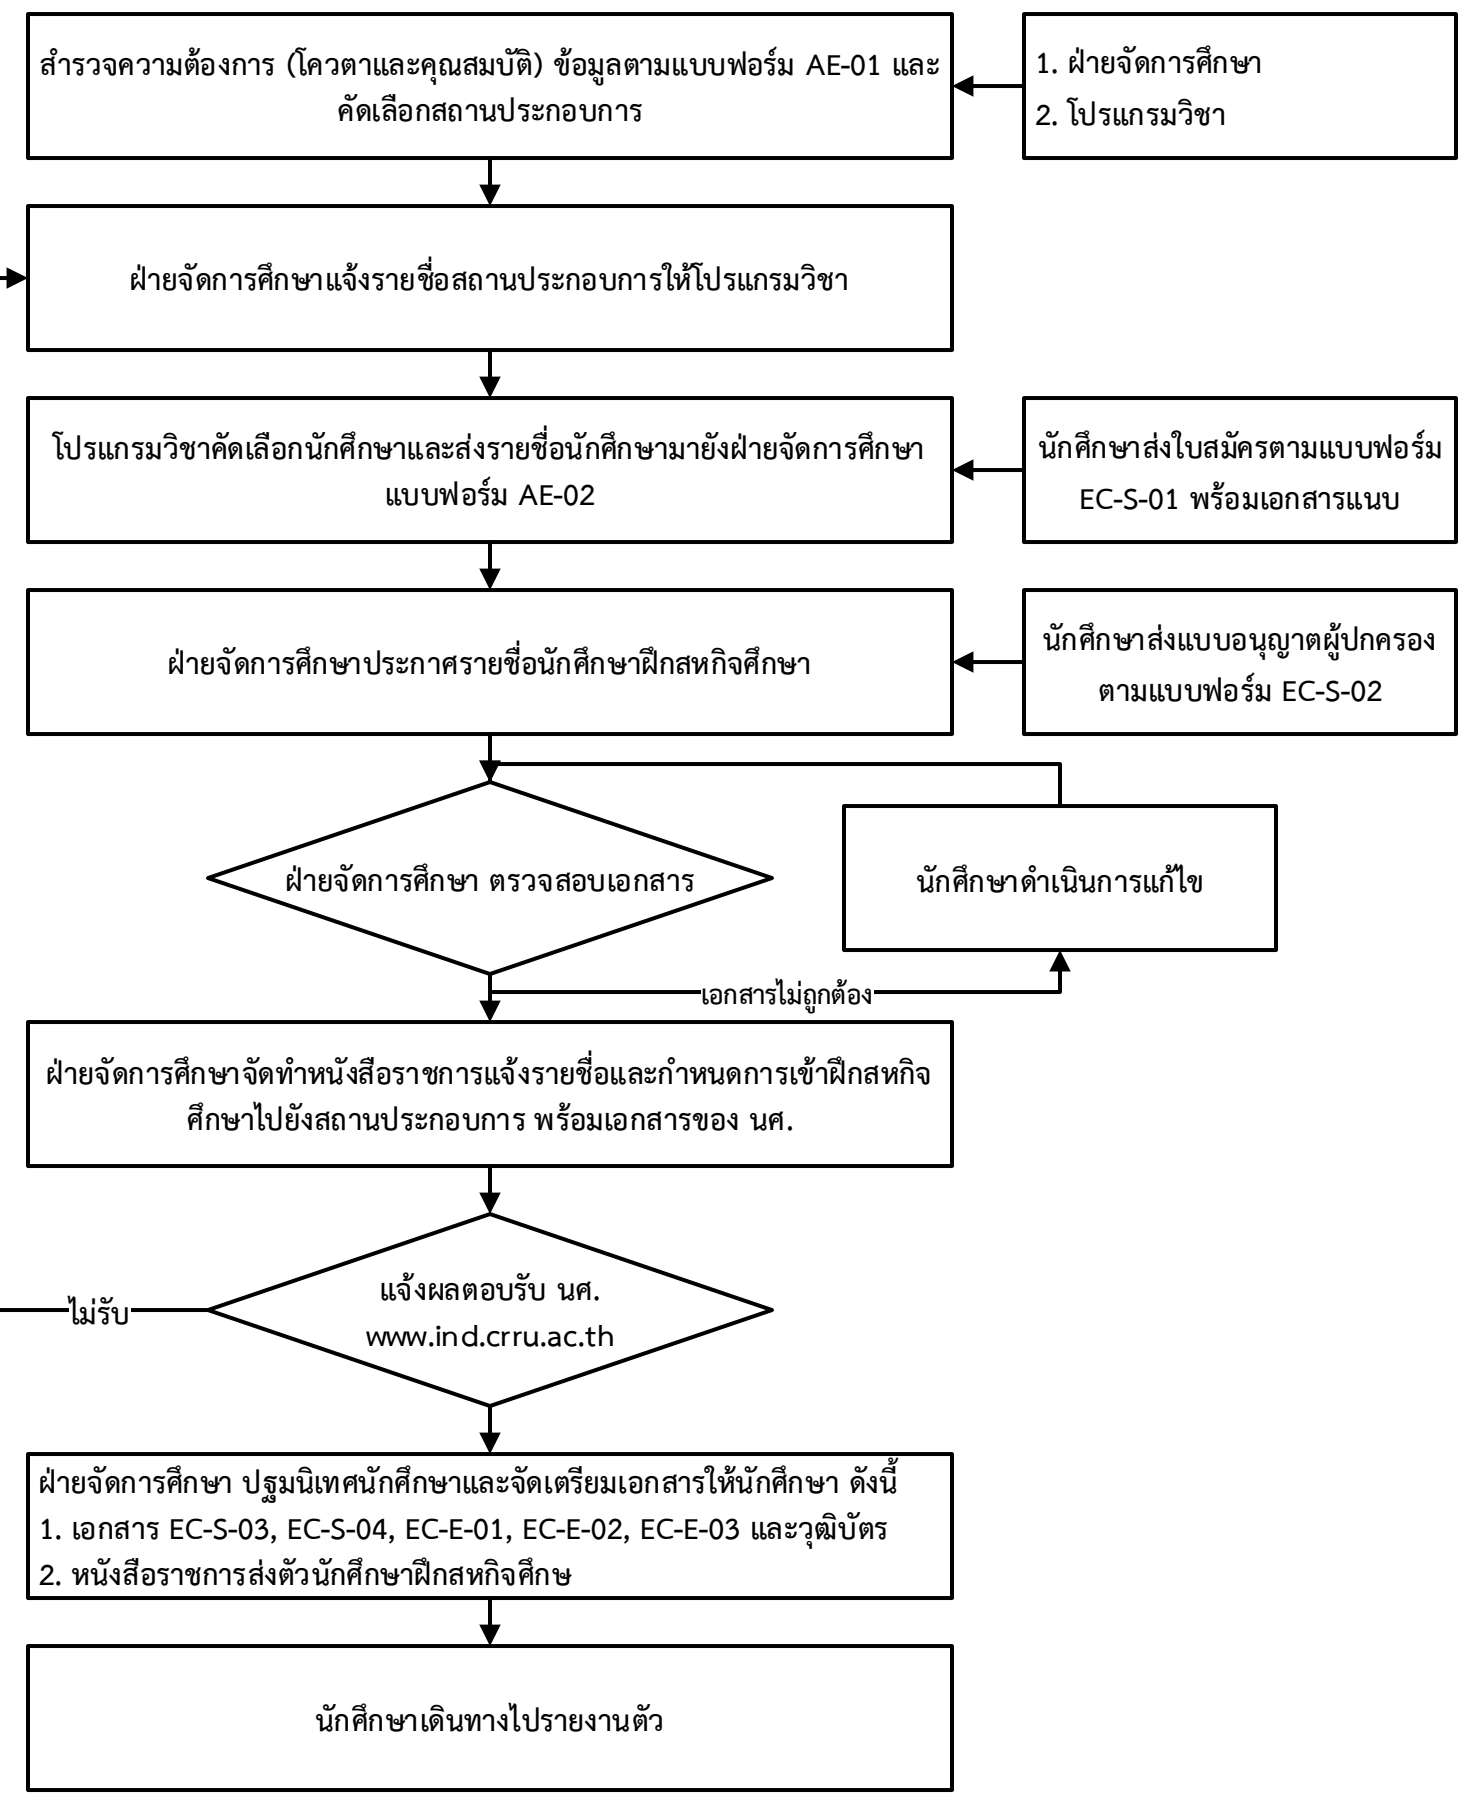 สำรวจความต้องการ (โควตาและคุณสมบัติ) ข้อมูลตามแบบฟอร์ม AE-01 และ
คัดเลือกสถานประกอบการ
1. ฝ่ายจัดการศึกษา
2. โปรแกรมวิชา
ฝ่ายจัดการศึกษาแจ้งรายชื่อสถานประกอบการให้โปรแกรมวิชา
โปรแกรมวิชาคัดเลือกนักศึกษาและส่งรายชื่อนักศึกษามายังฝ่ายจัดการศึกษา
แบบฟอร์ม AE-02
นักศึกษาส่งใบสมัครตามแบบฟอร์ม
EC-S-01 พร้อมเอกสารแนบ
ฝ่ายจัดการศึกษาประกาศรายชื่อนักศึกษาฝึกสหกิจศึกษา
นักศึกษาส่งแบบอนุญาตผู้ปกครอง
ตามแบบฟอร์ม EC-S-02
ฝ่ายจัดการศึกษา ตรวจสอบเอกสาร
นักศึกษาดำเนินการแก้ไข
เอกสารไม่ถูกต้อง
ฝ่ายจัดการศึกษาจัดทำหนังสือราชการแจ้งรายชื่อและกำหนดการเข้าฝึกสหกิจ
ศึกษาไปยังสถานประกอบการ พร้อมเอกสารของ นศ.
แจ้งผลตอบรับ นศ.
www.ind.crru.ac.th
ไม่รับ
ฝ่ายจัดการศึกษา ปฐมนิเทศนักศึกษาและจัดเตรียมเอกสารให้นักศึกษา ดังนี้
1. เอกสาร EC-S-03, EC-S-04, EC-E-01, EC-E-02, EC-E-03 และวุฒิบัตร
2. หนังสือราชการส่งตัวนักศึกษาฝึกสหกิจศึกษ
นักศึกษาเดินทางไปรายงานตัว